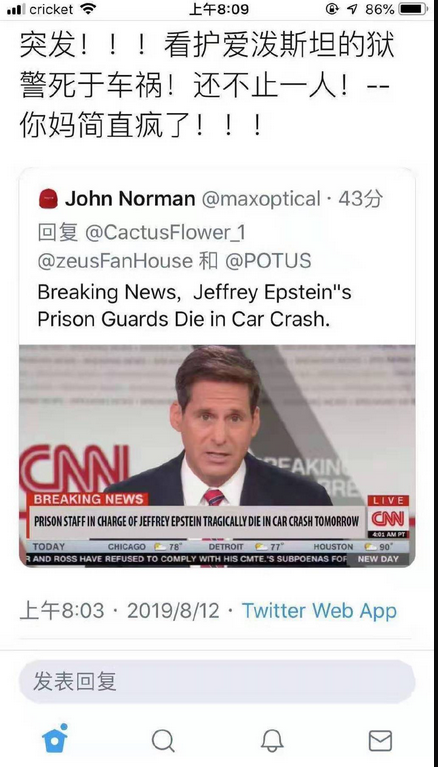 cricket 上午8:09 86%
突发！！！看护爱泼斯坦的狱
警死于车祸！还不止一人！--
你妈简直疯了！！！
John Norman @maxoptical · 43分
回复 @CactusFlower_1
@zeusFanHouse 和 @POTUS
Breaking News, Jeffrey Epstein"s
Prison Guards Die in Car Crash.
CNN
BREAKING NEWS
LIVE
PRISON STAFF IN CHARGE OF JEFFREY EPSTEIN TRAGICALLY DIE IN CAR CRASH TOMORROW
CNN
4:01 AM PT
TODAY CHICAGO 78° DETROIT 77° HOUSTON 90°
AND ROSS HAVE REFUSED TO COMPLY WITH HIS CMTE.'S SUBPOENAS FOR NEW DAY
上午8:03 · 2019/8/12 · Twitter Web App
发表回复